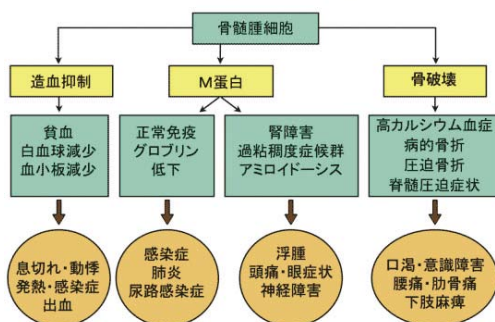 骨髄腫細胞
造血抑制
M蛋白
骨破壊
貧血
白血球減少
血小板減少
正常免疫
グロブリン
低下
腎障害
過粘稠度症候群
アミロイドーシス
高カルシウム血症
病的骨折
圧迫骨折
脊髄圧迫症状
息切れ・動悸
発熱・感染症
出血
感染症
肺炎
尿路感染症
浮腫
頭痛・眼症状
神経障害
口渇・意識障害
腰痛・肋骨痛
下肢麻痺